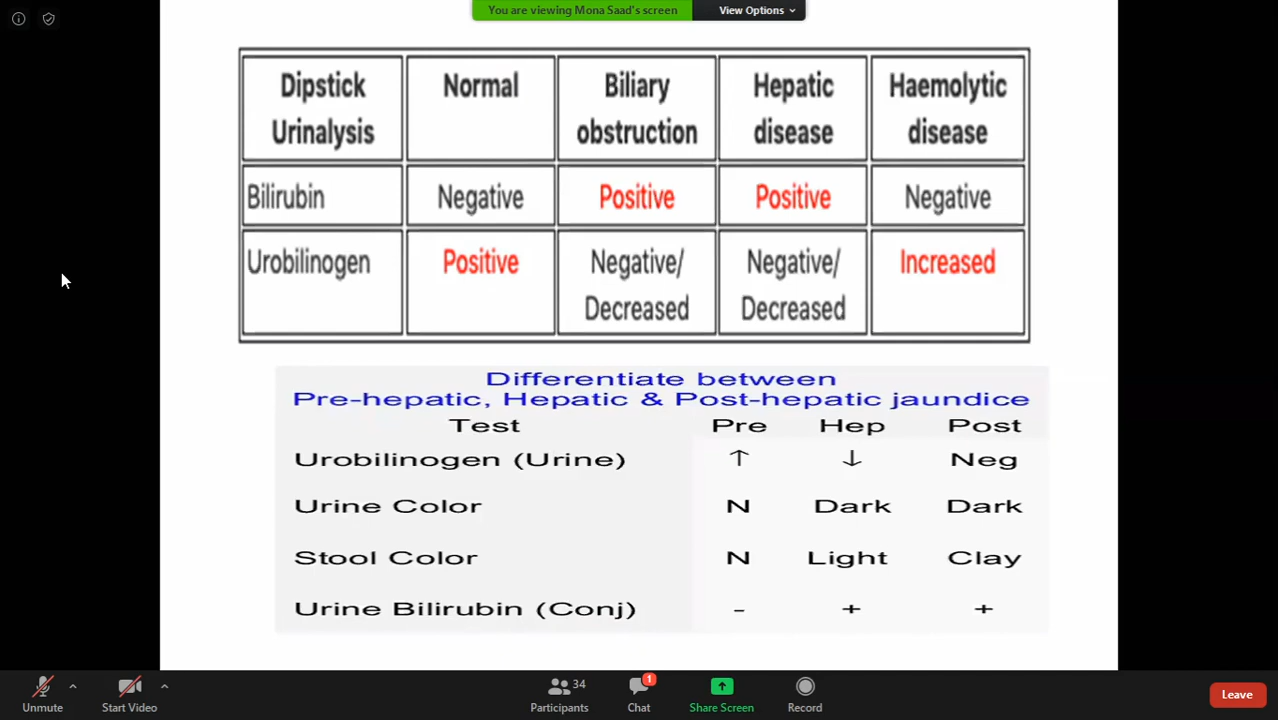 You are viewing Mona Saad's screen
View Options
Dipstick Urinalysis Normal Biliary obstruction Hepatic disease Haemolytic disease
Bilirubin Negative Positive Positive Negative
Urobilinogen Positive Negative/ Decreased Negative/ Decreased Increased
Differentiate between
Pre-hepatic, Hepatic & Post-hepatic jaundice
Test Pre Hep Post
Urobilinogen (Urine) ↑ ↓ Neg
Urine Color N Dark Dark
Stool Color N Light Clay
Urine Bilirubin (Conj) - + +
34
1
Unmute Start Video Participants Chat Share Screen Record Leave